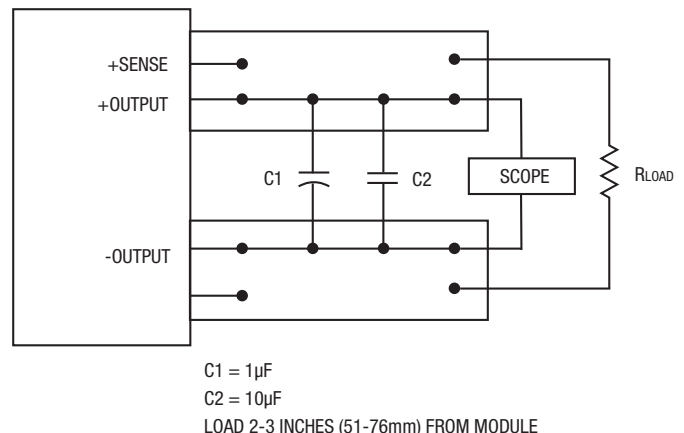 +SENSE
+OUTPUT
C1
C2
SCOPE
RLOAD
-OUTPUT
C1 = 1µF
C2 = 10µF
LOAD 2-3 INCHES (51-76mm) FROM MODULE